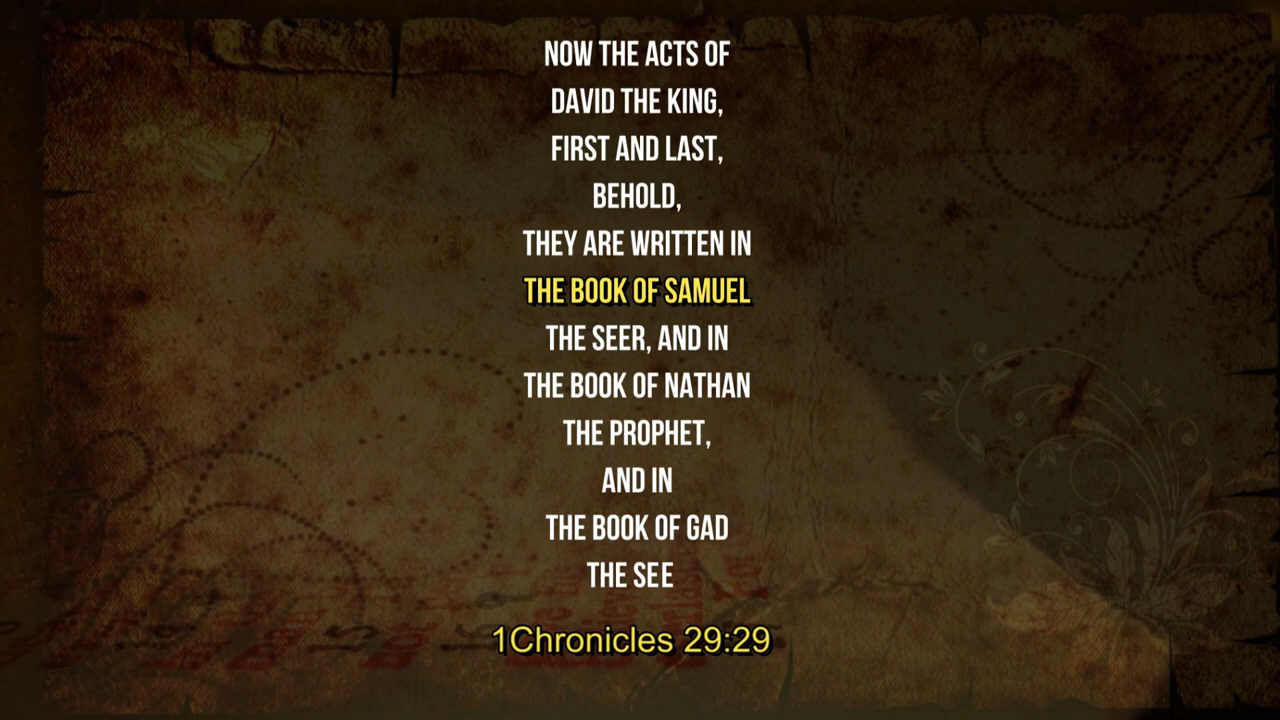 NOW THE ACTS OF
DAVID THE KING,
FIRST AND LAST,
BEHOLD,
THEY ARE WRITTEN IN
THE BOOK OF SAMUEL
THE SEER, AND IN
THE BOOK OF NATHAN
THE PROPHET,
AND IN
THE BOOK OF GAD
THE SEE
1Chronicles 29:29